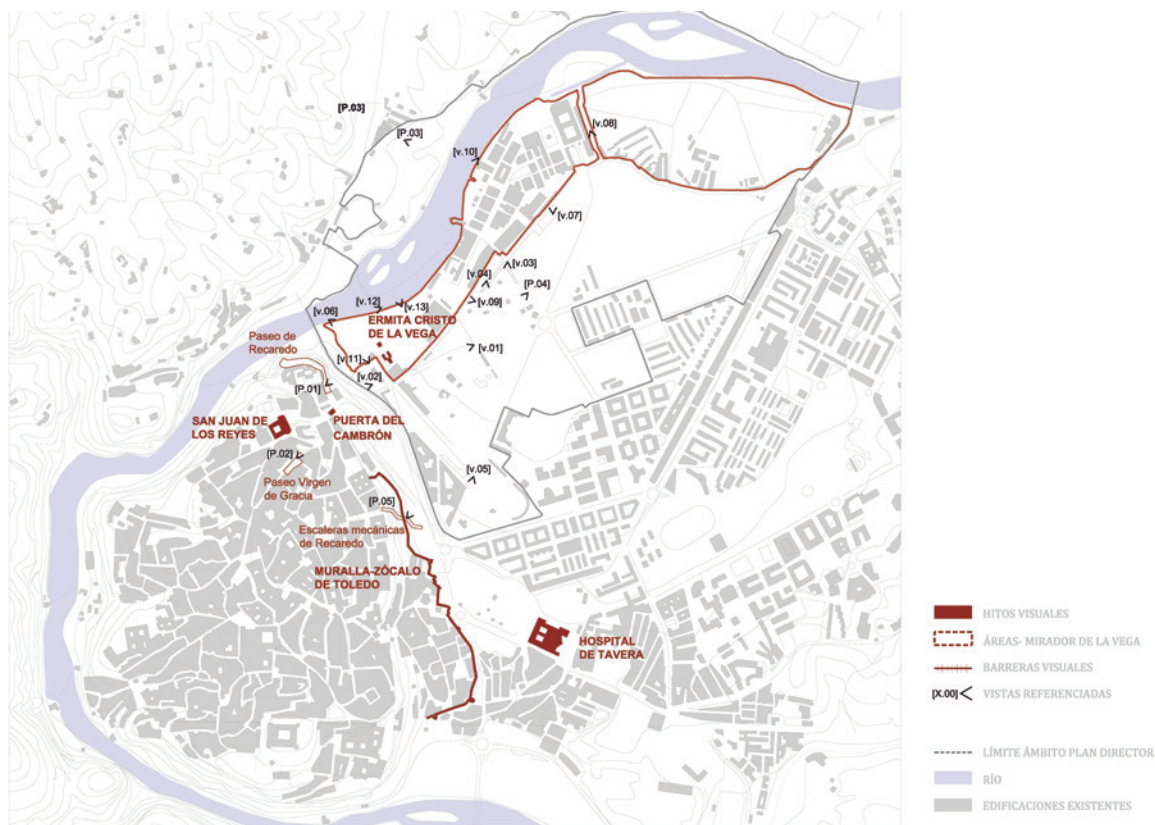 [P.03]
[P.03]
[v.08]
[v.10]
[v.07]
[v.03]
[v.04]
[P.04]
[v.09]
[v.12]
[v.13]
[v.06]
ERMITA CRISTO
DE LA VEGA
Paseo de
Recaredo
[v.01]
[v.11]
[v.02]
[P.01]
SAN JUAN DE
LOS REYES
PUERTA DEL
CAMBRÓN
[P.02]
Paseo Virgen
de Gracia
[v.05]
[P.05]
Escaleras mecánicas
de Recaredo
MURALLA-ZÓCALO
DE TOLEDO
HOSPITAL
DE TAVERA
HITOS VISUALES
ÁREAS- MIRADOR DE LA VEGA
BARRERAS VISUALES
[X.00] VISTAS REFERENCIADAS
LÍMITE ÁMBITO PLAN DIRECTOR
RÍO
EDIFICACIONES EXISTENTES